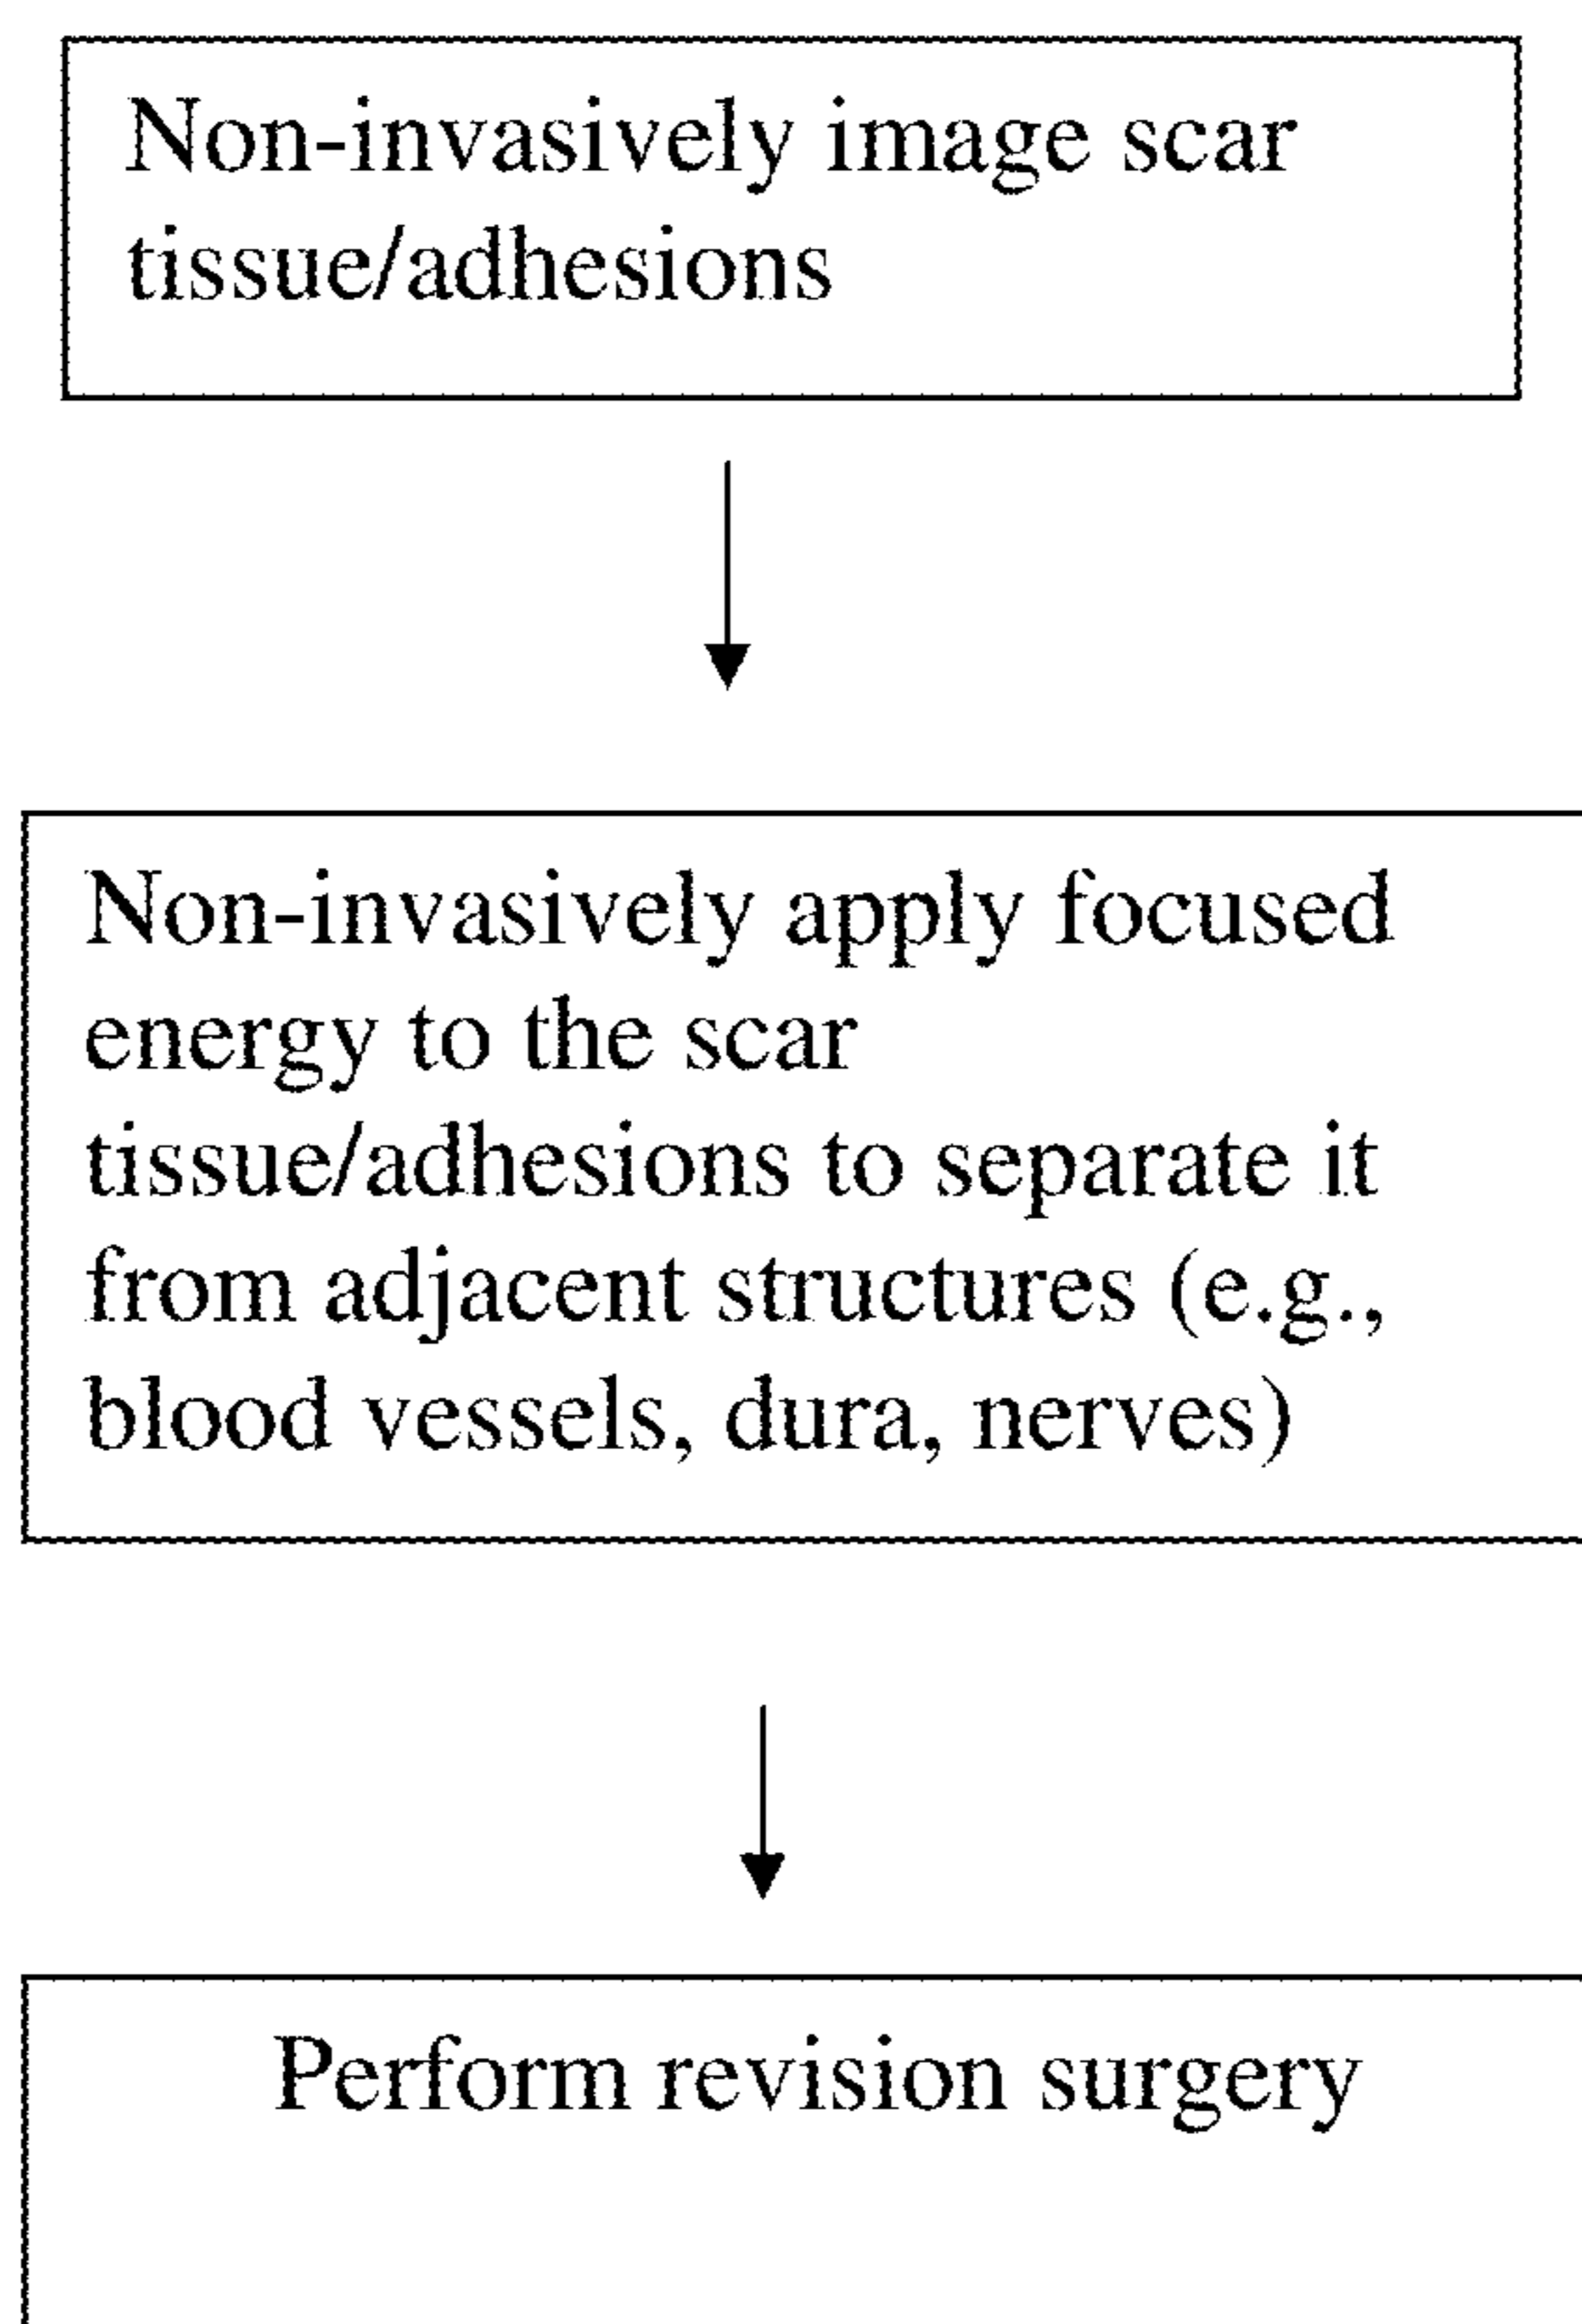 Non-invasively image scar
tissue/adhesions
Non-invasively apply focused
energy to the scar
tissue/adhesions to separate it
from adjacent structures (e.g.,
blood vessels, dura, nerves)
Perform revision surgery